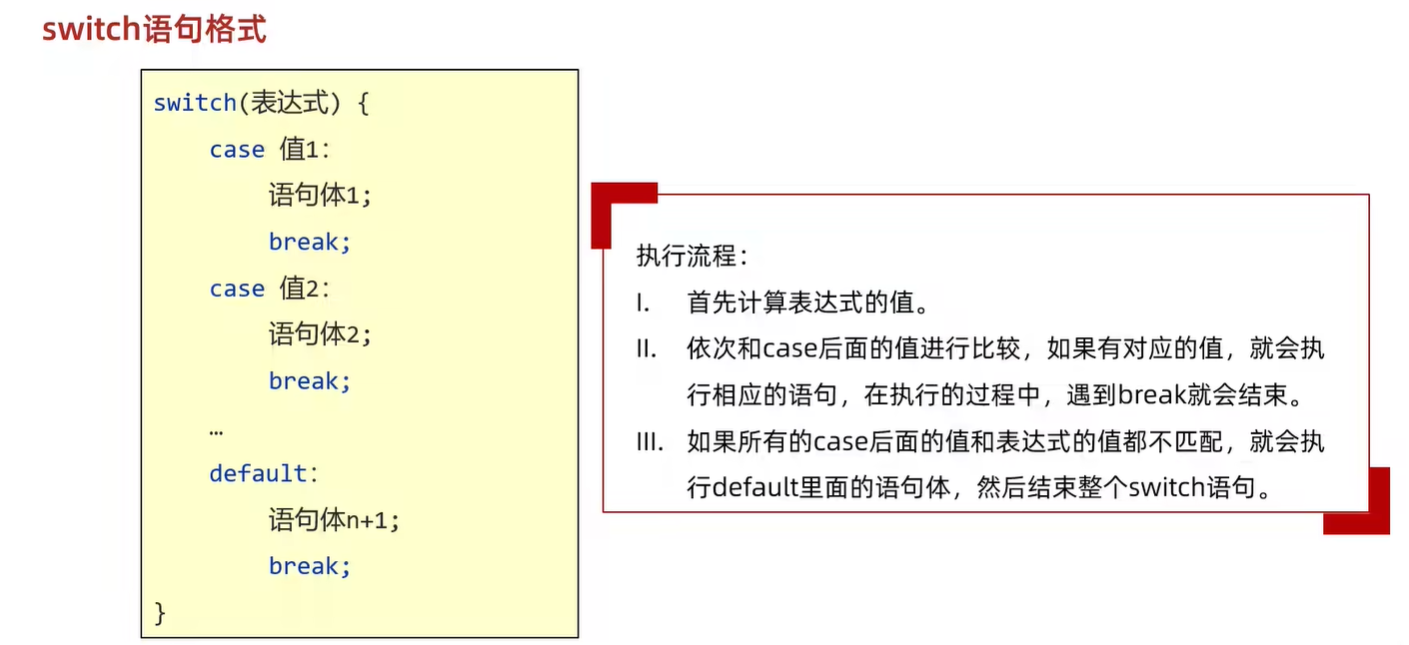 switch语句格式
switch(表达式) {
case 值1：
语句体1;
break;
case 值2：
语句体2;
break;
…
default：
语句体n+1;
break;
}
执行流程：
I. 首先计算表达式的值。
II. 依次和case后面的值进行比较，如果有对应的值，就会执
行相应的语句，在执行的过程中，遇到break就会结束。
III. 如果所有的case后面的值和表达式的值都不匹配，就会执
行default里面的语句体，然后结束整个switch语句。